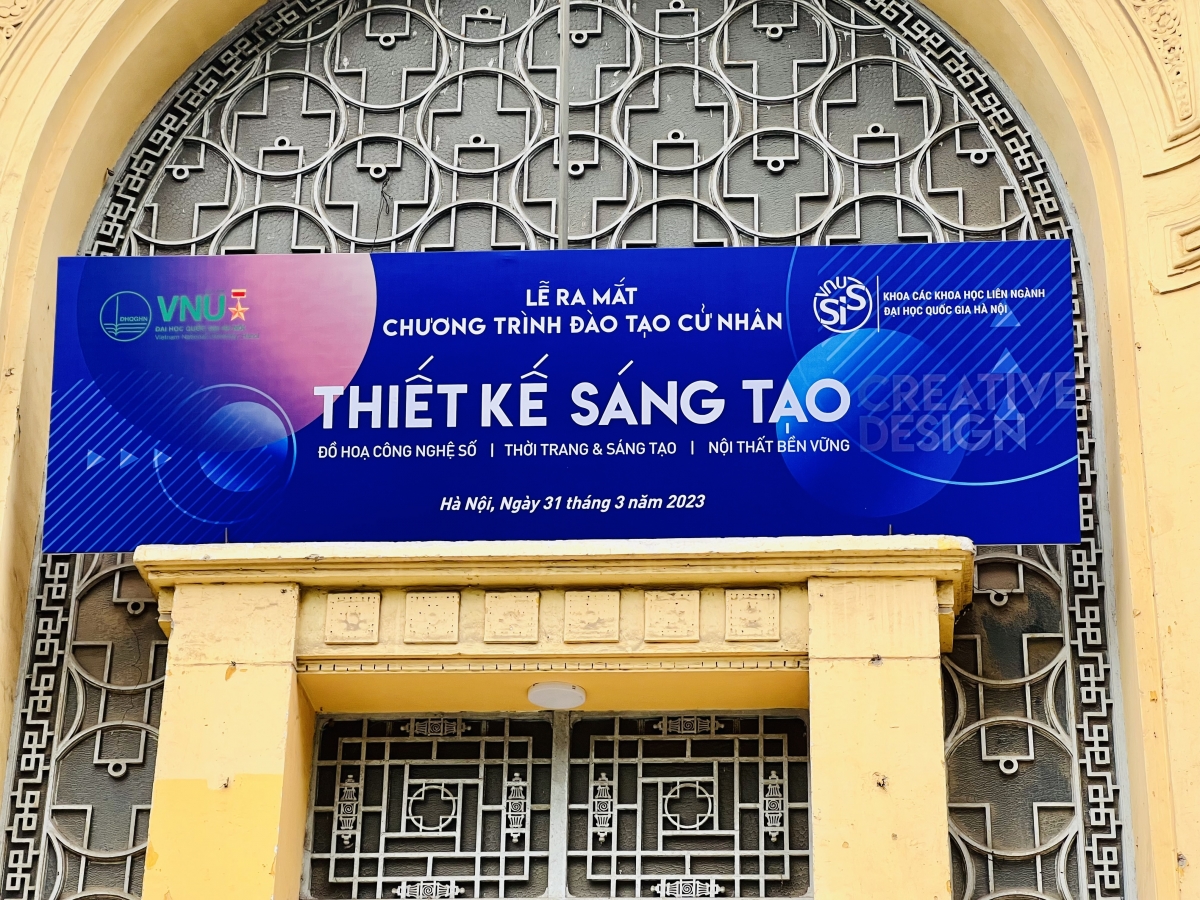 VNU
ĐHQGHN
ĐẠI HỌC QUỐC GIA HÀ NỘI
LỄ RA MẮT
CHƯƠNG TRÌNH ĐÀO TẠO CỬ NHÂN
VNU
SiS
KHOA CÁC KHOA HỌC LIÊN NGÀNH
ĐẠI HỌC QUỐC GIA HÀ NỘI
THIẾT KẾ SÁNG TẠO
CREATIVE
DESIGN
ĐỒ HOẠ CÔNG NGHỆ SỐ | THỜI TRANG & SÁNG TẠO | NỘI THẤT BỀN VỮNG
Hà Nội, Ngày 31 tháng 3 năm 2023